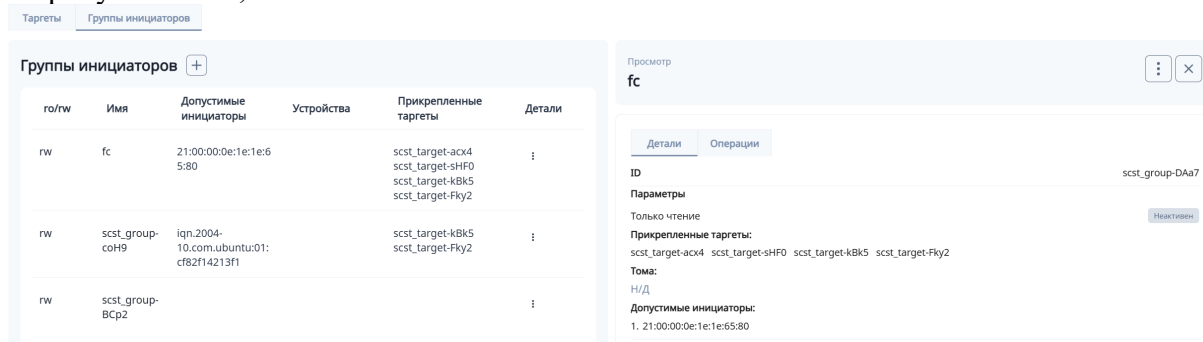 Таргеты Группы инициаторов
Группы инициаторов
ro/rw Имя Допустимые инициаторы Устройства Прикрепленные таргеты Детали
rw fc 21:00:00:0e:1e:1e:6 scst_target-acx4
5:80 scst_target-sHF0
scst_target-kBk5
scst_target-Fky2
rw scst_group- iqn.2004- scst_target-kBk5
coH9 10.com.ubuntu:01: scst_target-Fky2
cf82f14213f1
rw scst_group-
BCp2
Просмотр
fc
Детали Операции
ID scst_group-DAa7
Параметры
Только чтение Неактивен
Прикрепленные таргеты:
scst_target-acx4 scst_target-sHF0 scst_target-kBk5 scst_target-Fky2
Тома:
Н/Д
Допустимые инициаторы:
1. 21:00:00:0e:1e:1e:65:80